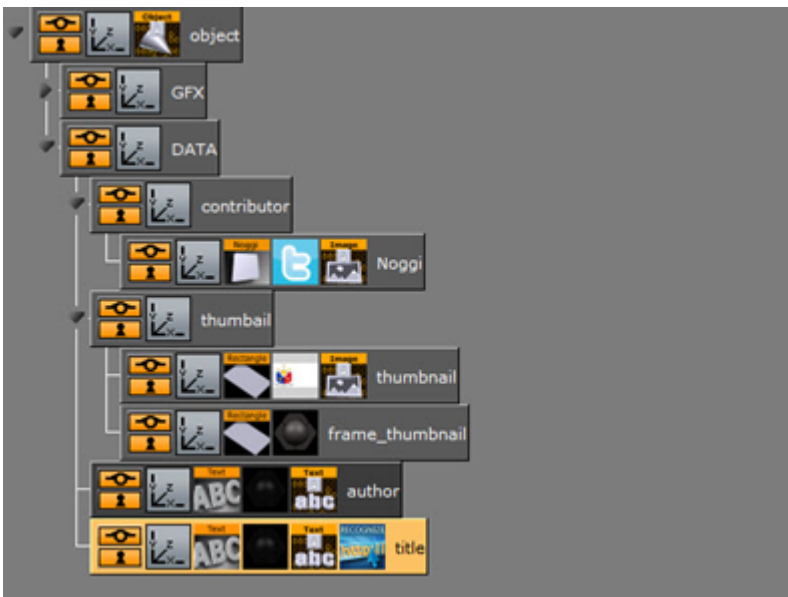 Object
object
GFX
DATA
contributor
Noggi Image Noggi
thumbail
Rectangle Image thumbnail
Rectangle frame_thumbnail
Text ABC Text abc author
Text ABC Text abc RECOGNIZE title